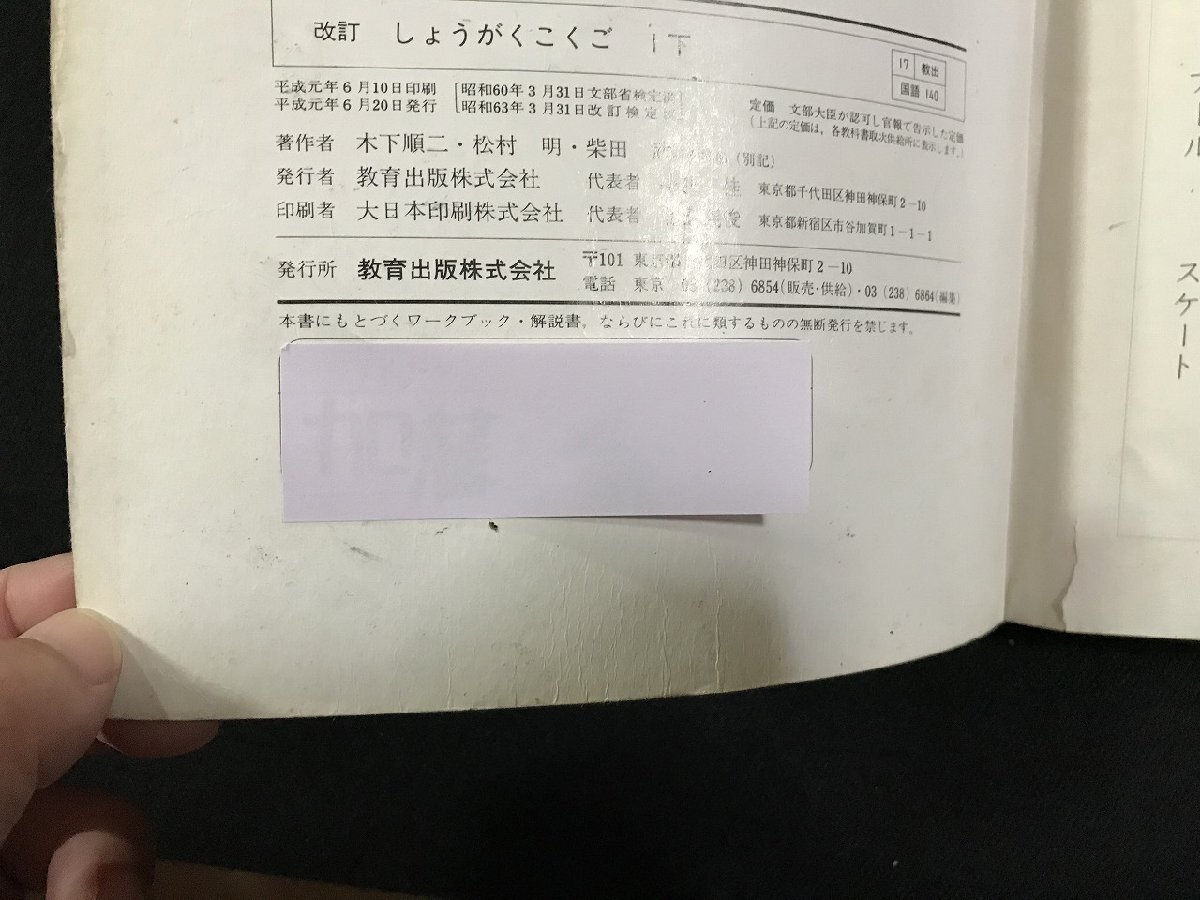 改訂 しょうがくこくご 1下
17 教出
国語 140
平成元年6月10日印刷
平成元年6月20日発行
昭和60年3月31日文部省検定済
昭和63年3月31日改訂検定
定価 文部大臣が認可し官報で告示した定価
(上記の定価は、各教科書取次供給所に表示します。)
著作者 木下順二・松村 明・柴田 (別記)
発行者 教育出版株式会社 代表者 東京都千代田区神田神保町2−10
印刷者 大日本印刷株式会社 代表者 東京都新宿区市谷加賀町1−1−1
発行所 教育出版株式会社 〒101 東京都 区神田神保町2−10
電話 東京 03 (238) 6854(販売・供給)・03 (238) 6864(編集)
本書にもとづくワークブック・解説書,ならびにこれに類するものの無断発行を禁じます。
スケート